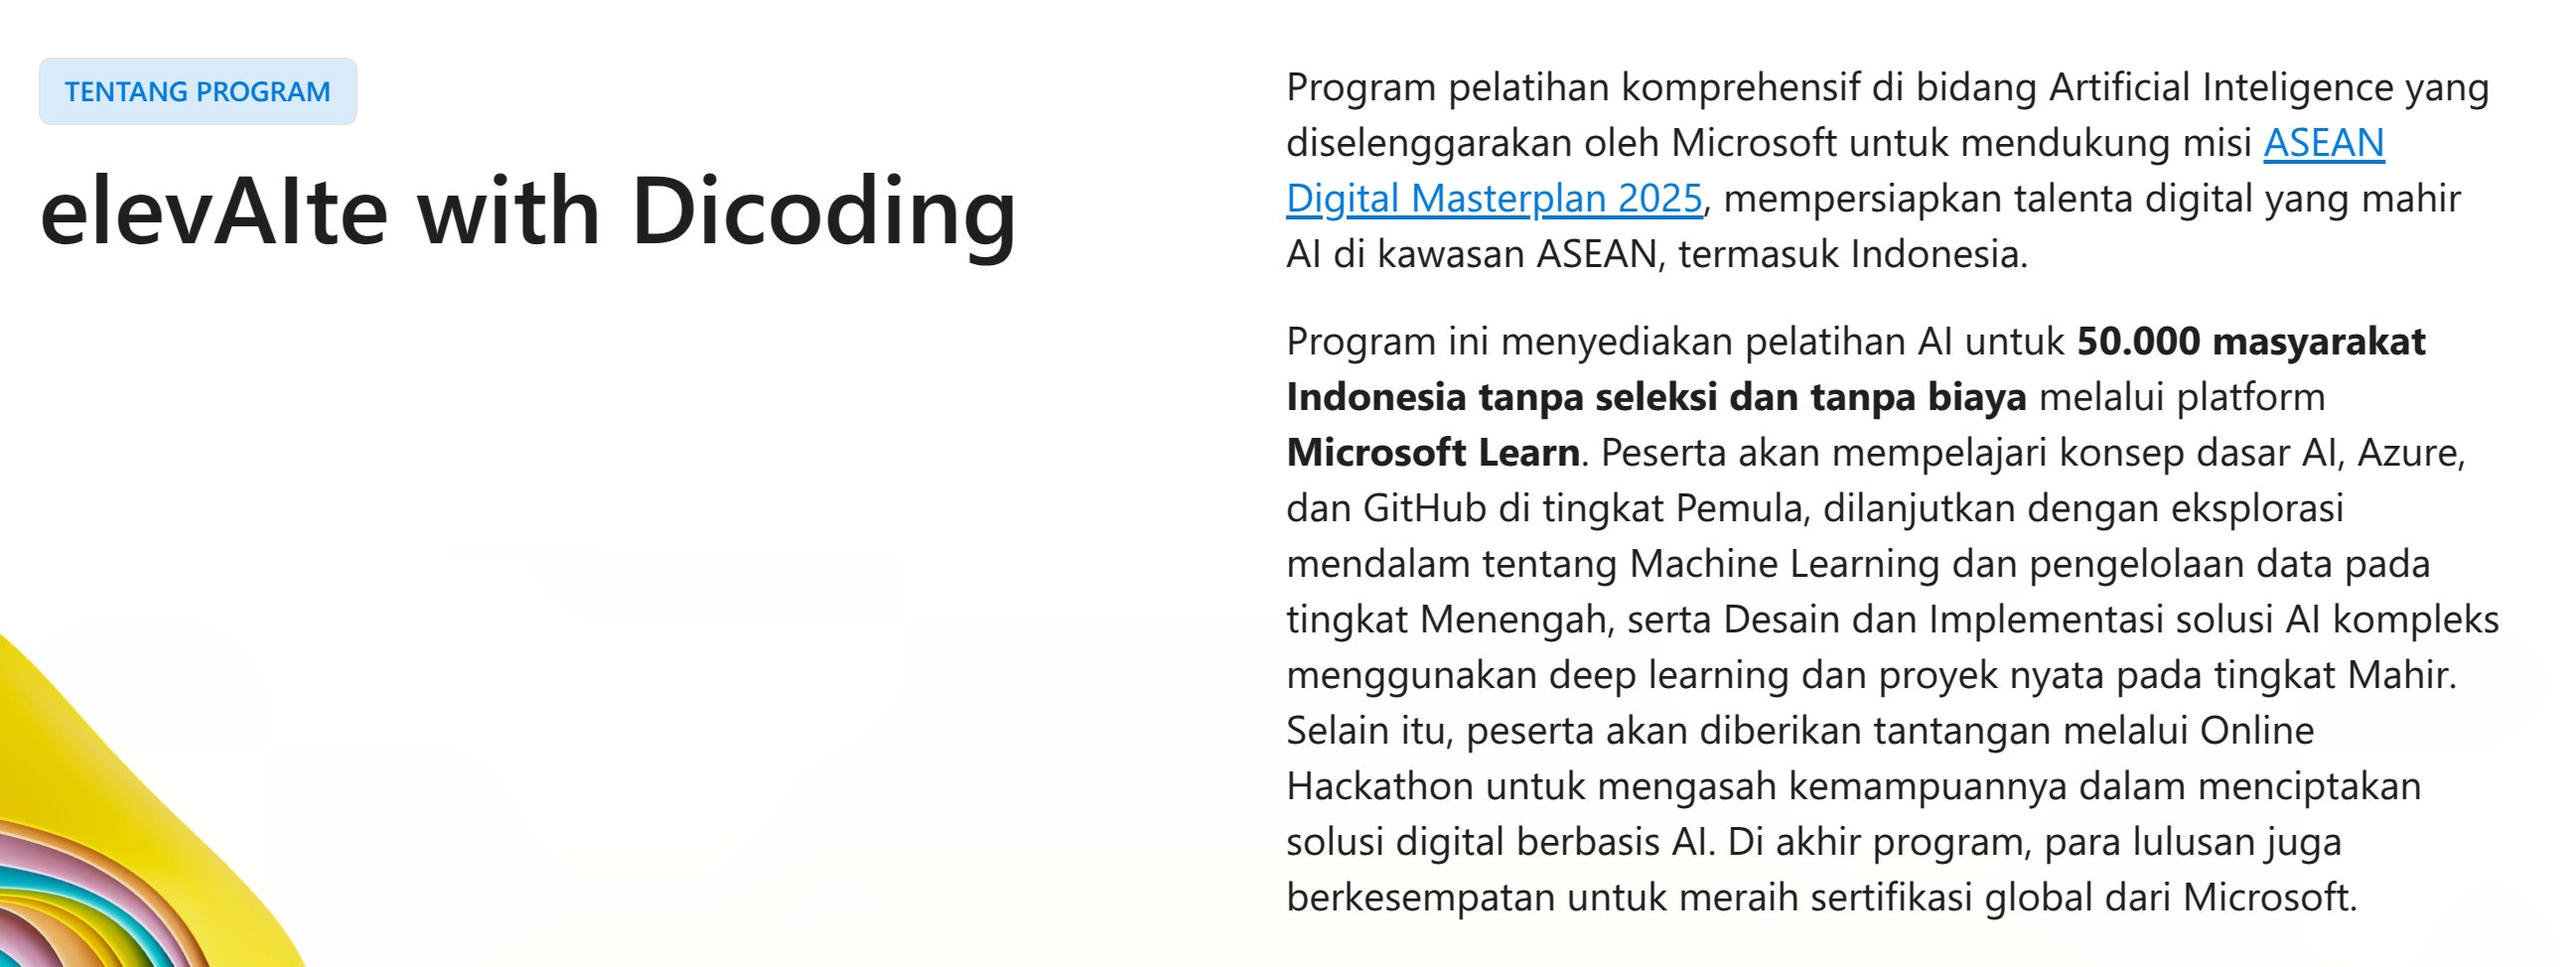 TENTANG PROGRAM
elevAIte with Dicoding
Program pelatihan komprehensif di bidang Artificial Inteligence yang
diselenggarakan oleh Microsoft untuk mendukung misi ASEAN
Digital Masterplan 2025, mempersiapkan talenta digital yang mahir
AI di kawasan ASEAN, termasuk Indonesia.
Program ini menyediakan pelatihan AI untuk 50.000 masyarakat
Indonesia tanpa seleksi dan tanpa biaya melalui platform
Microsoft Learn. Peserta akan mempelajari konsep dasar AI, Azure,
dan GitHub di tingkat Pemula, dilanjutkan dengan eksplorasi
mendalam tentang Machine Learning dan pengelolaan data pada
tingkat Menengah, serta Desain dan Implementasi solusi AI kompleks
menggunakan deep learning dan proyek nyata pada tingkat Mahir.
Selain itu, peserta akan diberikan tantangan melalui Online
Hackathon untuk mengasah kemampuannya dalam menciptakan
solusi digital berbasis AI. Di akhir program, para lulusan juga
berkesempatan untuk meraih sertifikasi global dari Microsoft.